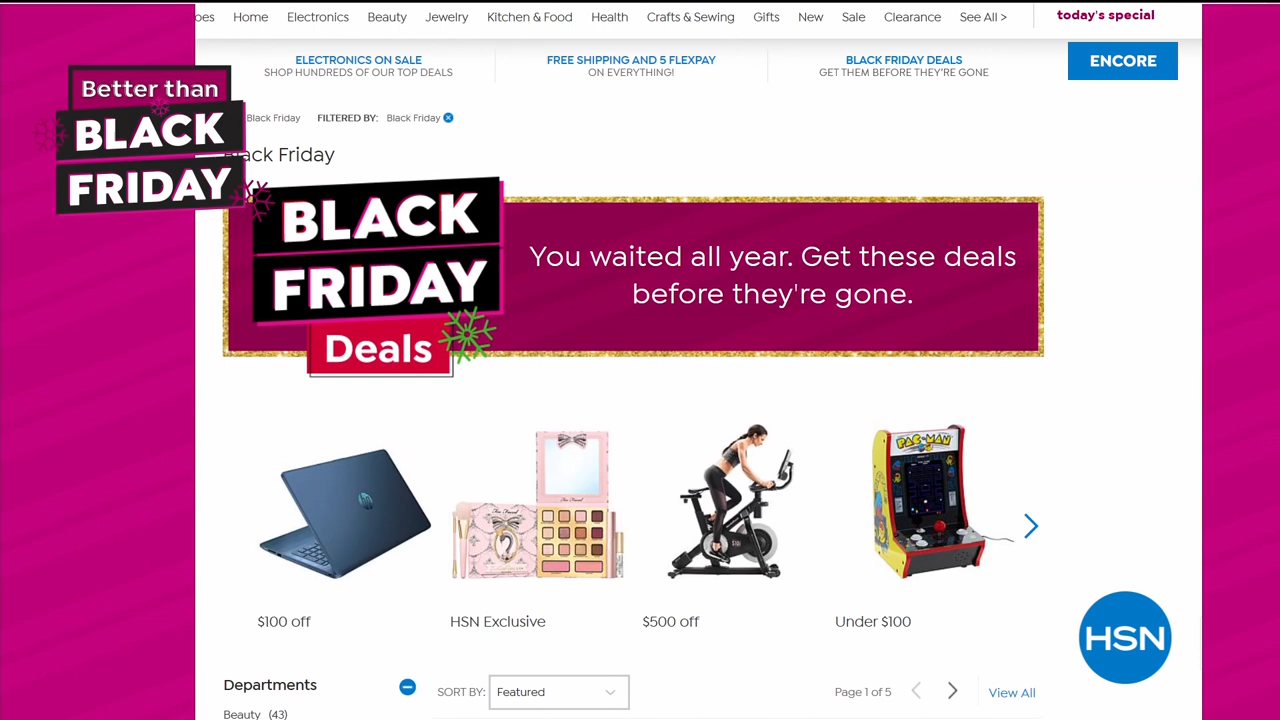 oes Home Electronics Beauty Jewelry Kitchen & Food Health Crafts & Sewing Gifts New Sale Clearance See All >
today's special
ELECTRONICS ON SALE
SHOP HUNDREDS OF OUR TOP DEALS
FREE SHIPPING AND 5 FLEXPAY
ON EVERYTHING!
BLACK FRIDAY DEALS
GET THEM BEFORE THEY'RE GONE
ENCORE
Better than
BLACK
FRIDAY
Black Friday FILTERED BY: Black Friday
Black Friday
BLACK
FRIDAY
Deals
You waited all year. Get these deals
before they're gone.
hp
Too Faced
PAC-MAN
$100 off
HSN Exclusive
$500 off
Under $100
HSN
Departments
SORT BY: Featured
Page 1 of 5
View All
Beauty (43)